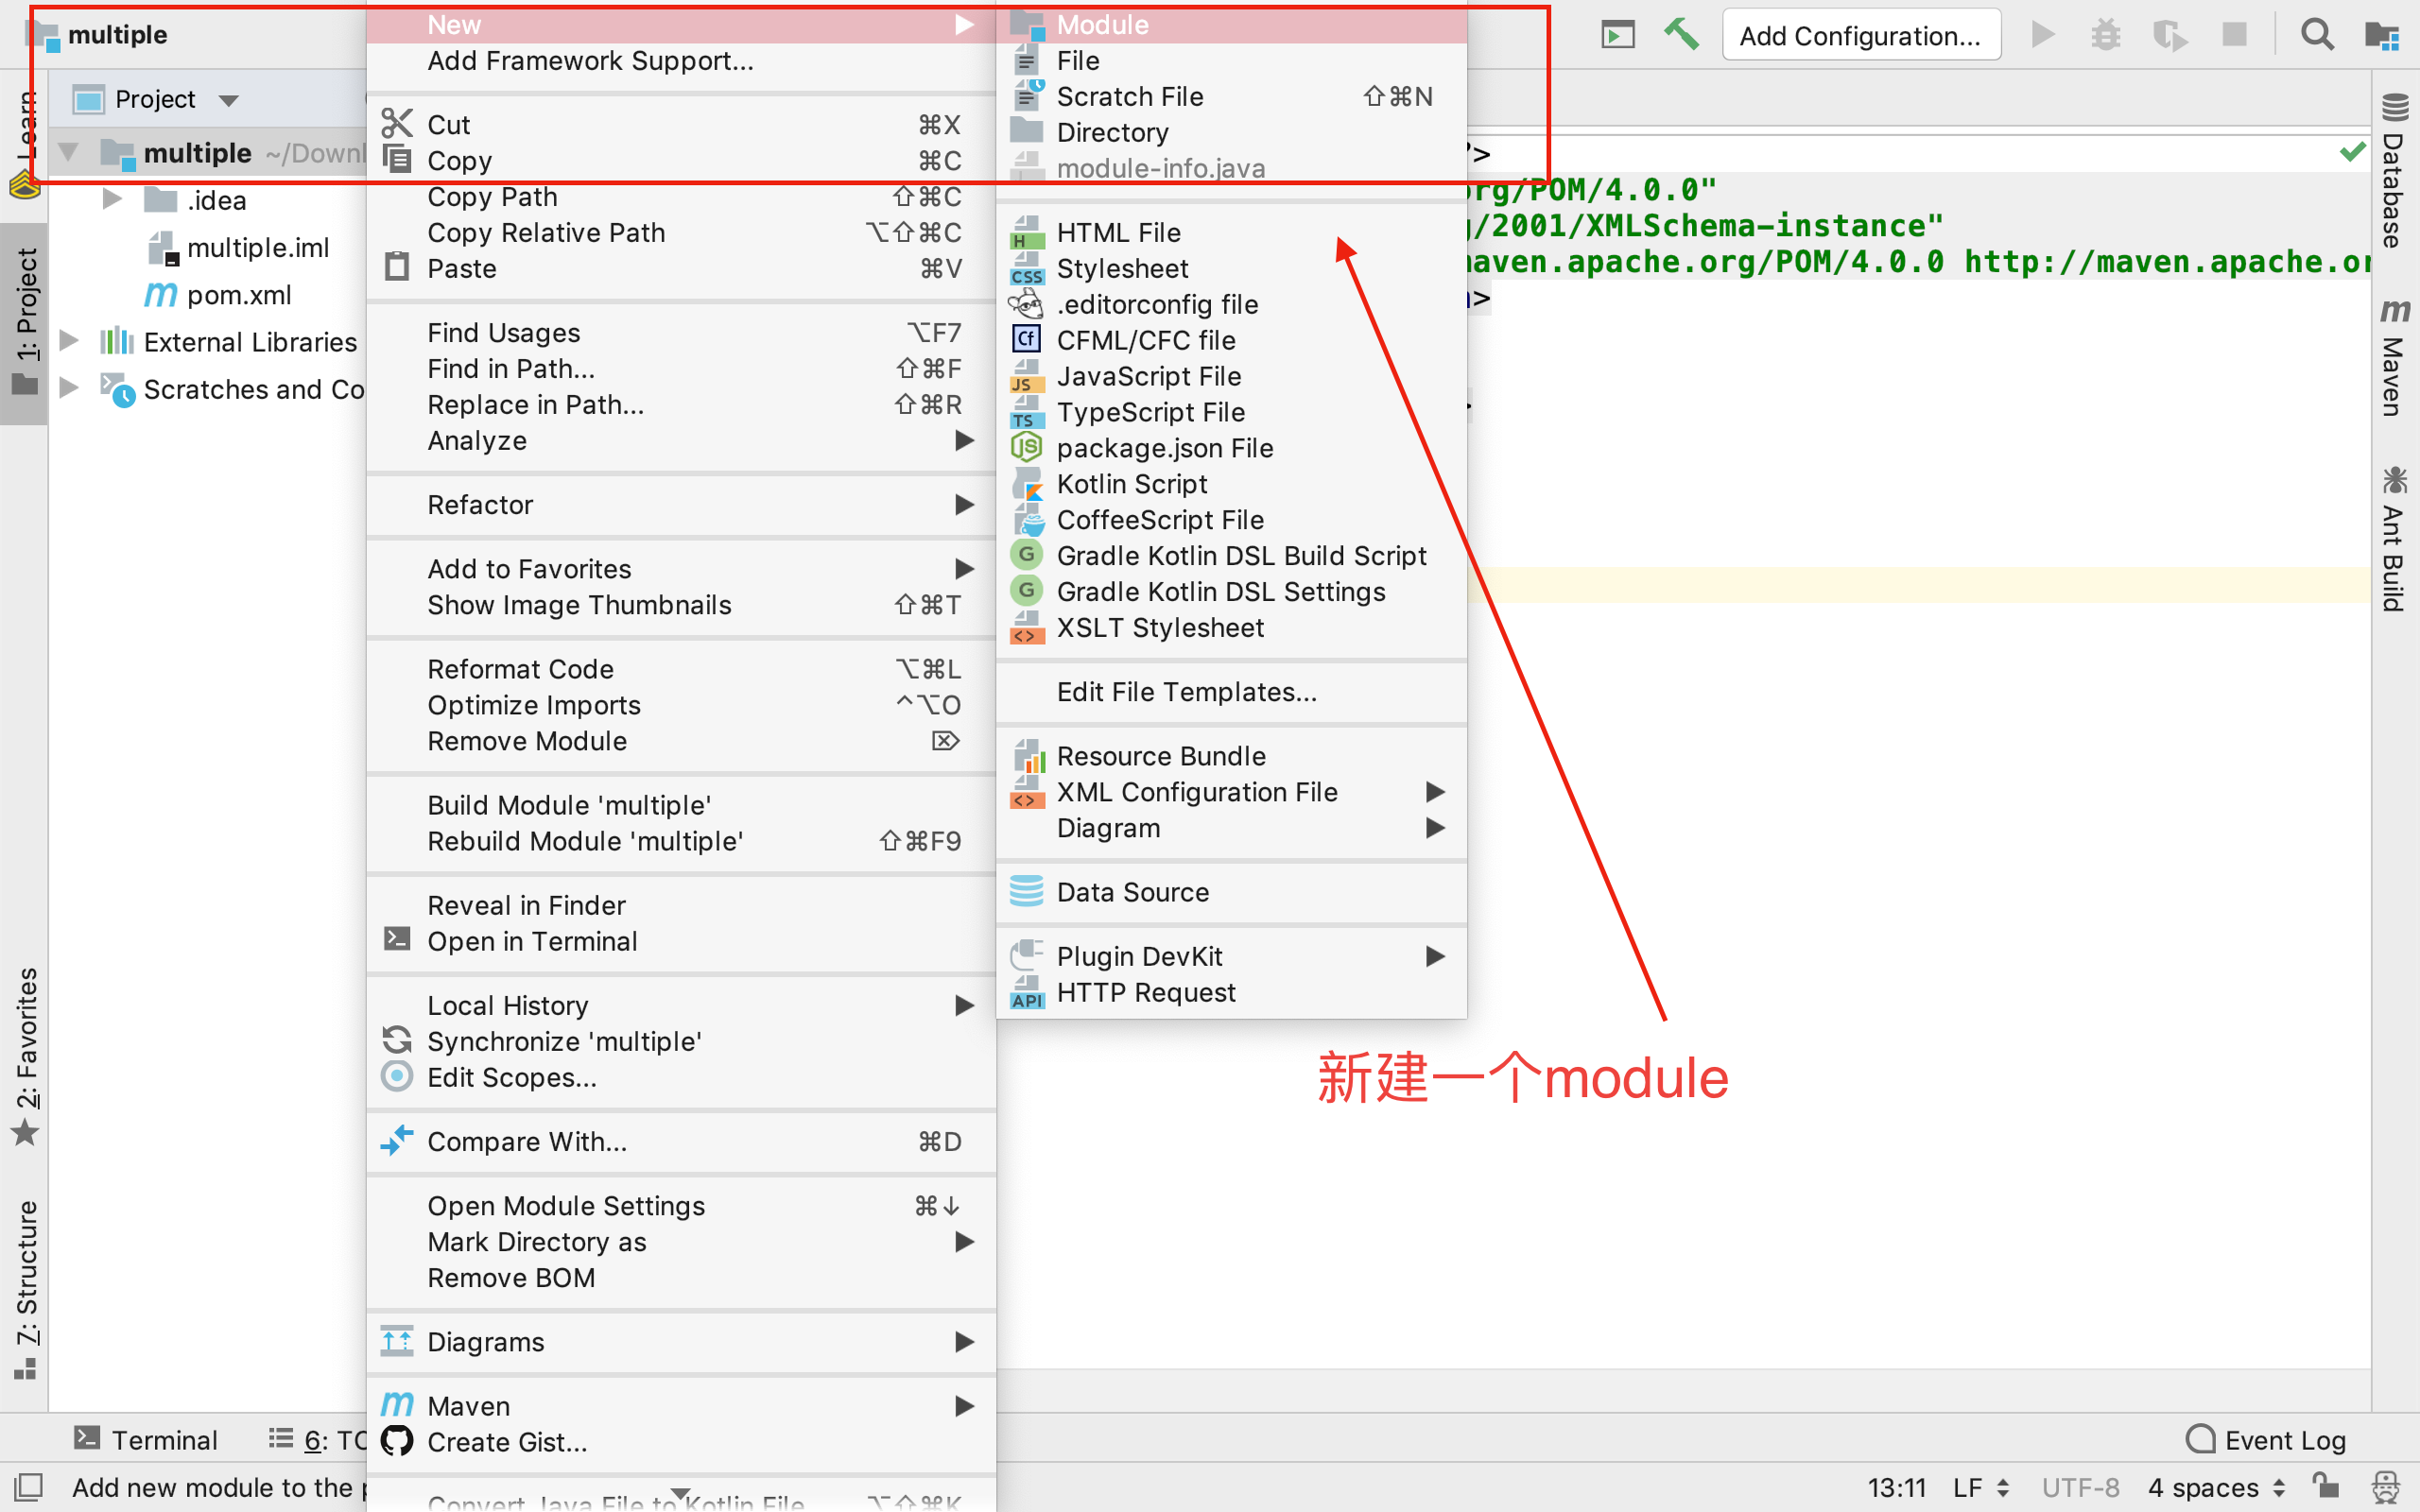 multiple
Add Configuration...
Learn
Project
multiple ~/Downl
.idea
multiple.iml
pom.xml
External Libraries
Scratches and Co
1: Project
2: Favorites
7: Structure
New
Add Framework Support...
Cut ⌘X
Copy ⌘C
Copy Path ⇧⌘C
Copy Relative Path ⌥⇧⌘C
Paste ⌘V
Find Usages ⌥F7
Find in Path... ⇧⌘F
Replace in Path... ⇧⌘R
Analyze
Refactor
Add to Favorites
Show Image Thumbnails ⇧⌘T
Reformat Code ⌥⌘L
Optimize Imports ^⌥O
Remove Module ⌦
Build Module 'multiple'
Rebuild Module 'multiple' ⇧⌘F9
Reveal in Finder
Open in Terminal
Local History
Synchronize 'multiple'
Edit Scopes...
Compare With... ⌘D
Open Module Settings ⌘↓
Mark Directory as
Remove BOM
Diagrams
Maven
Create Gist...
Convert Java File to Kotlin File ⌥⇧⌘K
Module
File
Scratch File ⇧⌘N
Directory
module-info.java
HTML File
Stylesheet
.editorconfig file
CFML/CFC file
JavaScript File
TypeScript File
package.json File
Kotlin Script
CoffeeScript File
Gradle Kotlin DSL Build Script
Gradle Kotlin DSL Settings
XSLT Stylesheet
Edit File Templates...
Resource Bundle
XML Configuration File
Diagram
Data Source
Plugin DevKit
HTTP Request
?>
org/POM/4.0.0"
g/2001/XMLSchema-instance"
maven.apache.org/POM/4.0.0 http://maven.apache.or
>
新建一个module
Database
Maven
Ant Build
Terminal
6: TO
Event Log
Add new module to the p
13:11 LF UTF-8 4 spaces